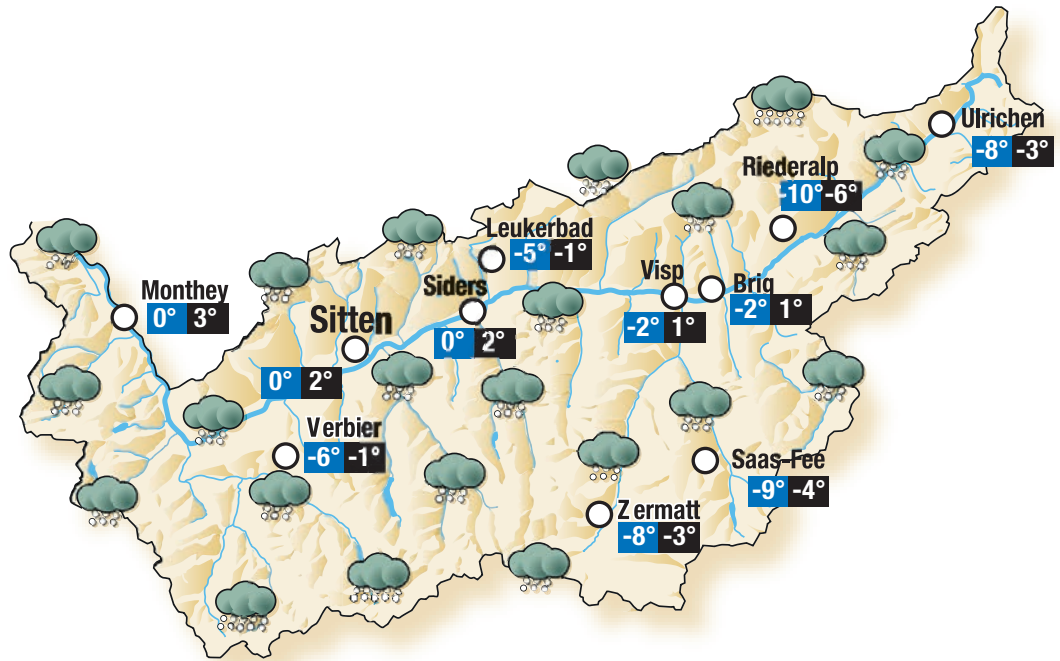 Ulrichen
-8° -3°
Riederalp
-10° -6°
Leukerbad
-5° -1°
Visp
-2° 1°
Brig
-2° 1°
Monthey
0° 3°
Siders
0° 2°
Sitten
0° 2°
Verbier
-6° -1°
Saas-Fee
-9° -4°
Zermatt
-8° -3°